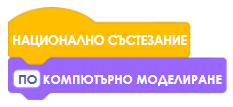 НАЦИОНАЛНО СЪСТЕЗАНИЕ
ПО КОМПЮТЪРНО МОДЕЛИРАНЕ